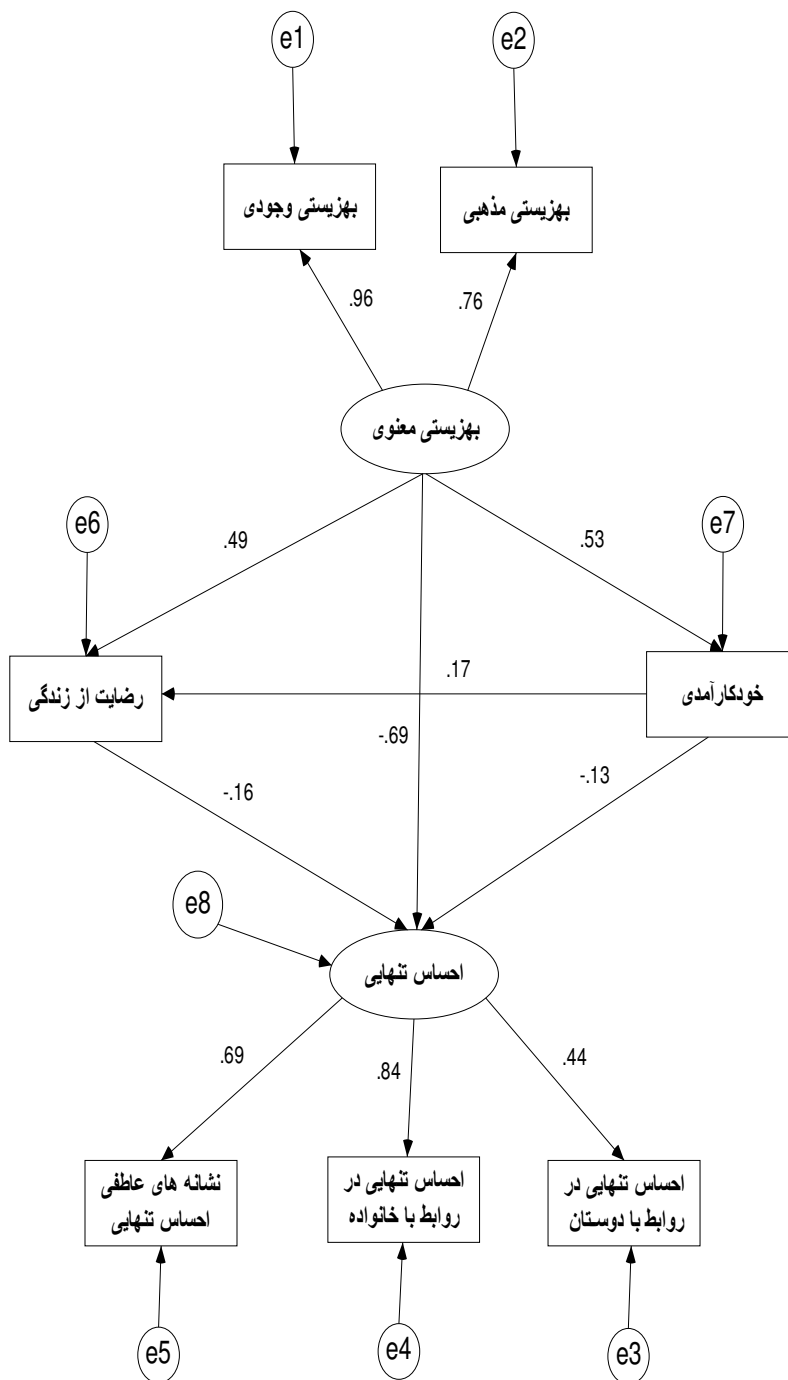 e1
e2
بهزیستی وجودی
بهزیستی مذهبی
.96
.76
بهزیستی معنوی
e6
e7
.49
.53
رضایت از زندگی
.17
خودکارآمدی
-.69
-.16
-.13
e8
احساس تنهایی
.69
.84
.44
نشانه های عاطفی
احساس تنهایی
احساس تنهایی در
روابط با خانواده
احساس تنهایی در
روابط با دوستان
e5
e4
e3